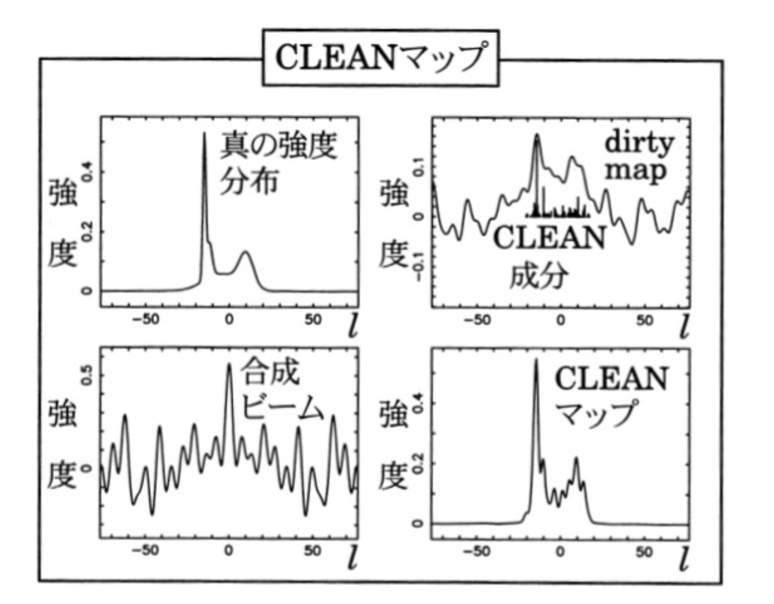 CLEANマップ
真の強度
分布
強
度
0.4
0.2
0
−50
0
50
l
dirty
map
CLEAN
成分
強
度
0.1
0
−0.1
−50
0
50
l
合成
ビーム
強
度
0.5
0
−50
0
50
l
CLEAN
マップ
強
度
0.4
0.2
0
−50
0
50
l